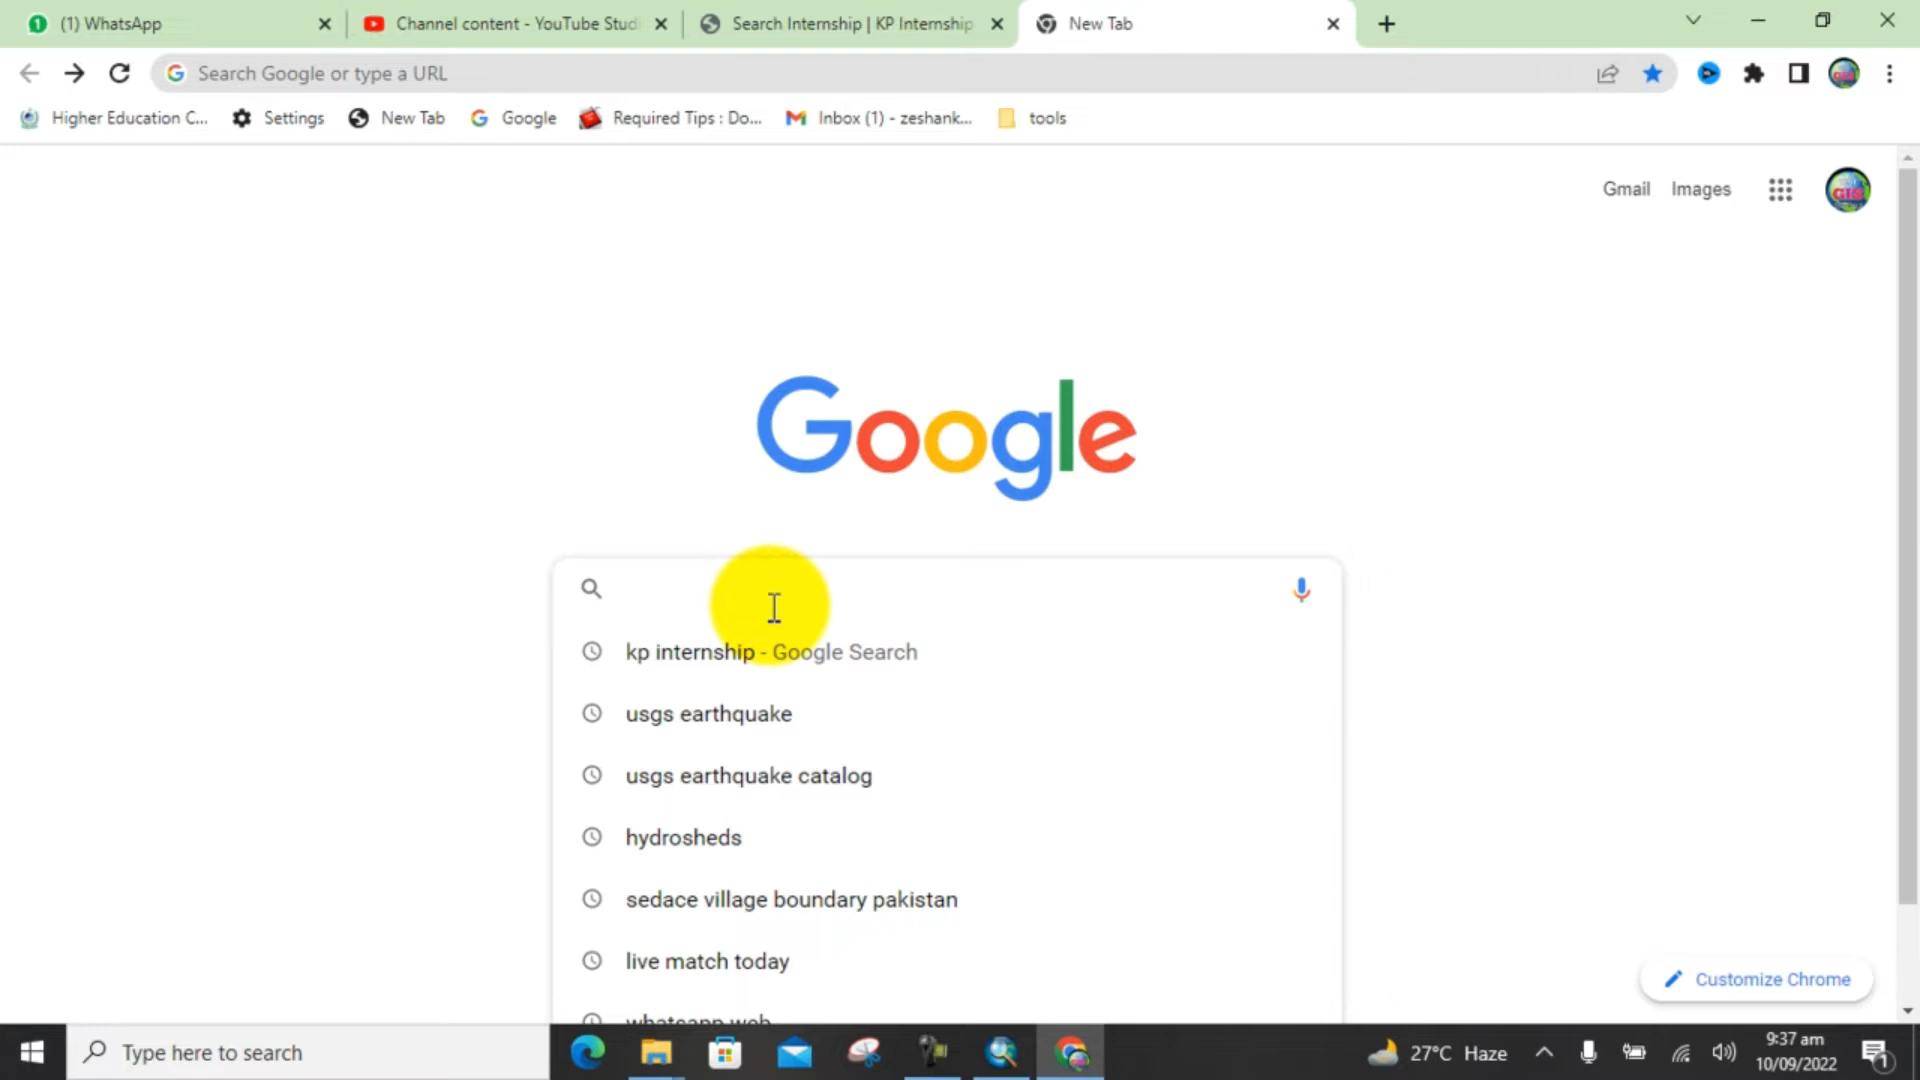 (1) WhatsApp
Channel content - YouTube Stud
Search Internship | KP Internship
New Tab
Search Google or type a URL
Higher Education C...
Settings
New Tab
Google
Required Tips : Do...
Inbox (1) - zeshank...
tools
Gmail
Images
Google
kp internship - Google Search
usgs earthquake
usgs earthquake catalog
hydrosheds
sedace village boundary pakistan
live match today
whatsapp web
Customize Chrome
Type here to search
27°C Haze
9:37 am
10/09/2022
1